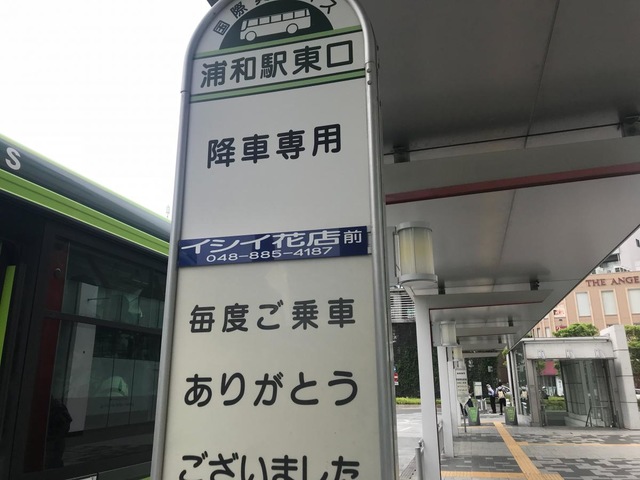 浦和駅東口
降車専用
イシイ花店前
048-885-4187
毎度ご乗車
ありがとう
ございました
THE ANGE
S